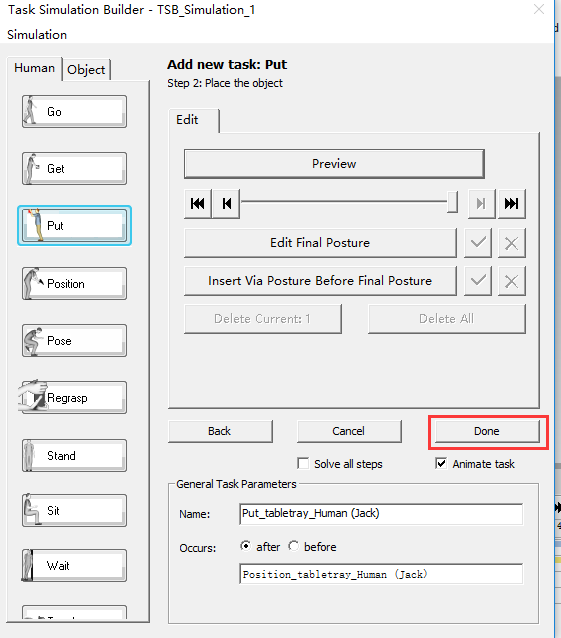 Task Simulation Builder - TSB_Simulation_1
Simulation
Human
Object
Go
Get
Put
Position
Pose
Regrasp
Stand
Sit
Wait
Add new task: Put
Step 2: Place the object
Edit
Preview
Edit Final Posture
Insert Via Posture Before Final Posture
Delete Current: 1
Delete All
Back
Cancel
Done
Solve all steps
Animate task
General Task Parameters
Name:
Put_tabletray_Human (Jack)
Occurs:
after
before
Position_tabletray_Human (Jack)